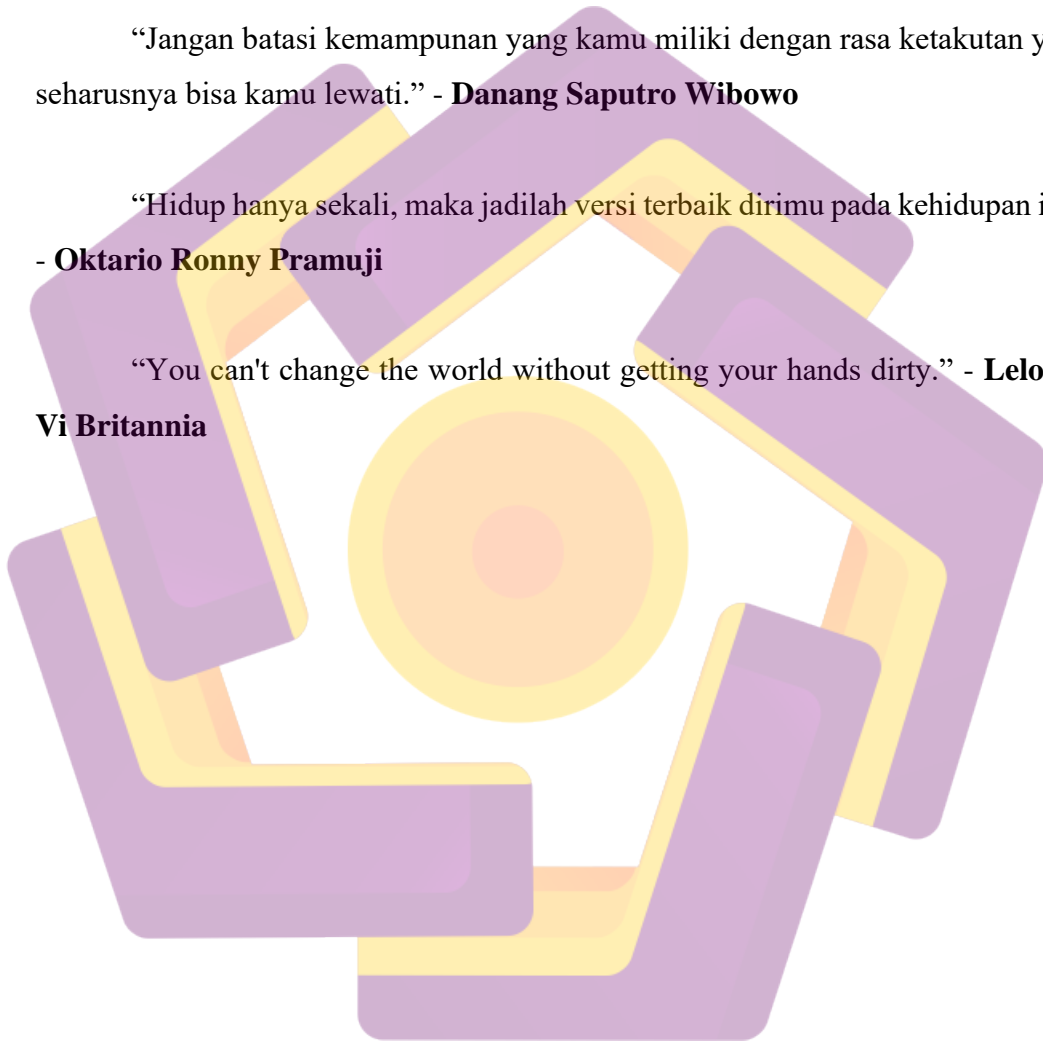 “Jangan batasi kemampunan yang kamu miliki dengan rasa ketakutan y
seharusnya bisa kamu lewati.” - Danang Saputro Wibowo
“Hidup hanya sekali, maka jadilah versi terbaik dirimu pada kehidupan i
- Oktario Ronny Pramuji
“You can't change the world without getting your hands dirty.” - Lelo
Vi Britannia